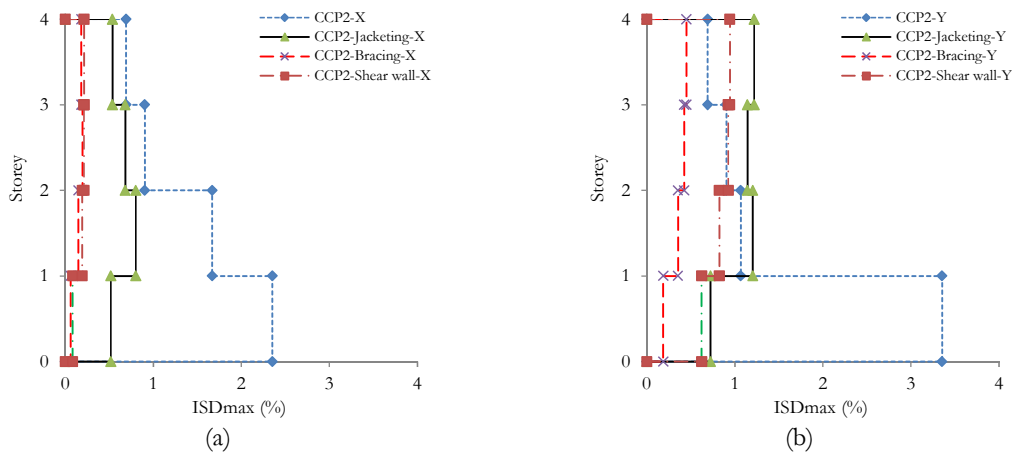 4
3
2
1
0
Storey
0 1 2 3 4
ISDmax (%)
CCP2-X
CCP2-Jacketing-X
CCP2-Bracing-X
CCP2-Shear wall-X
(a)
4
3
2
1
0
Storey
0 1 2 3 4
ISDmax (%)
CCP2-Y
CCP2-Jacketing-Y
CCP2-Bracing-Y
CCP2-Shear wall-Y
(b)